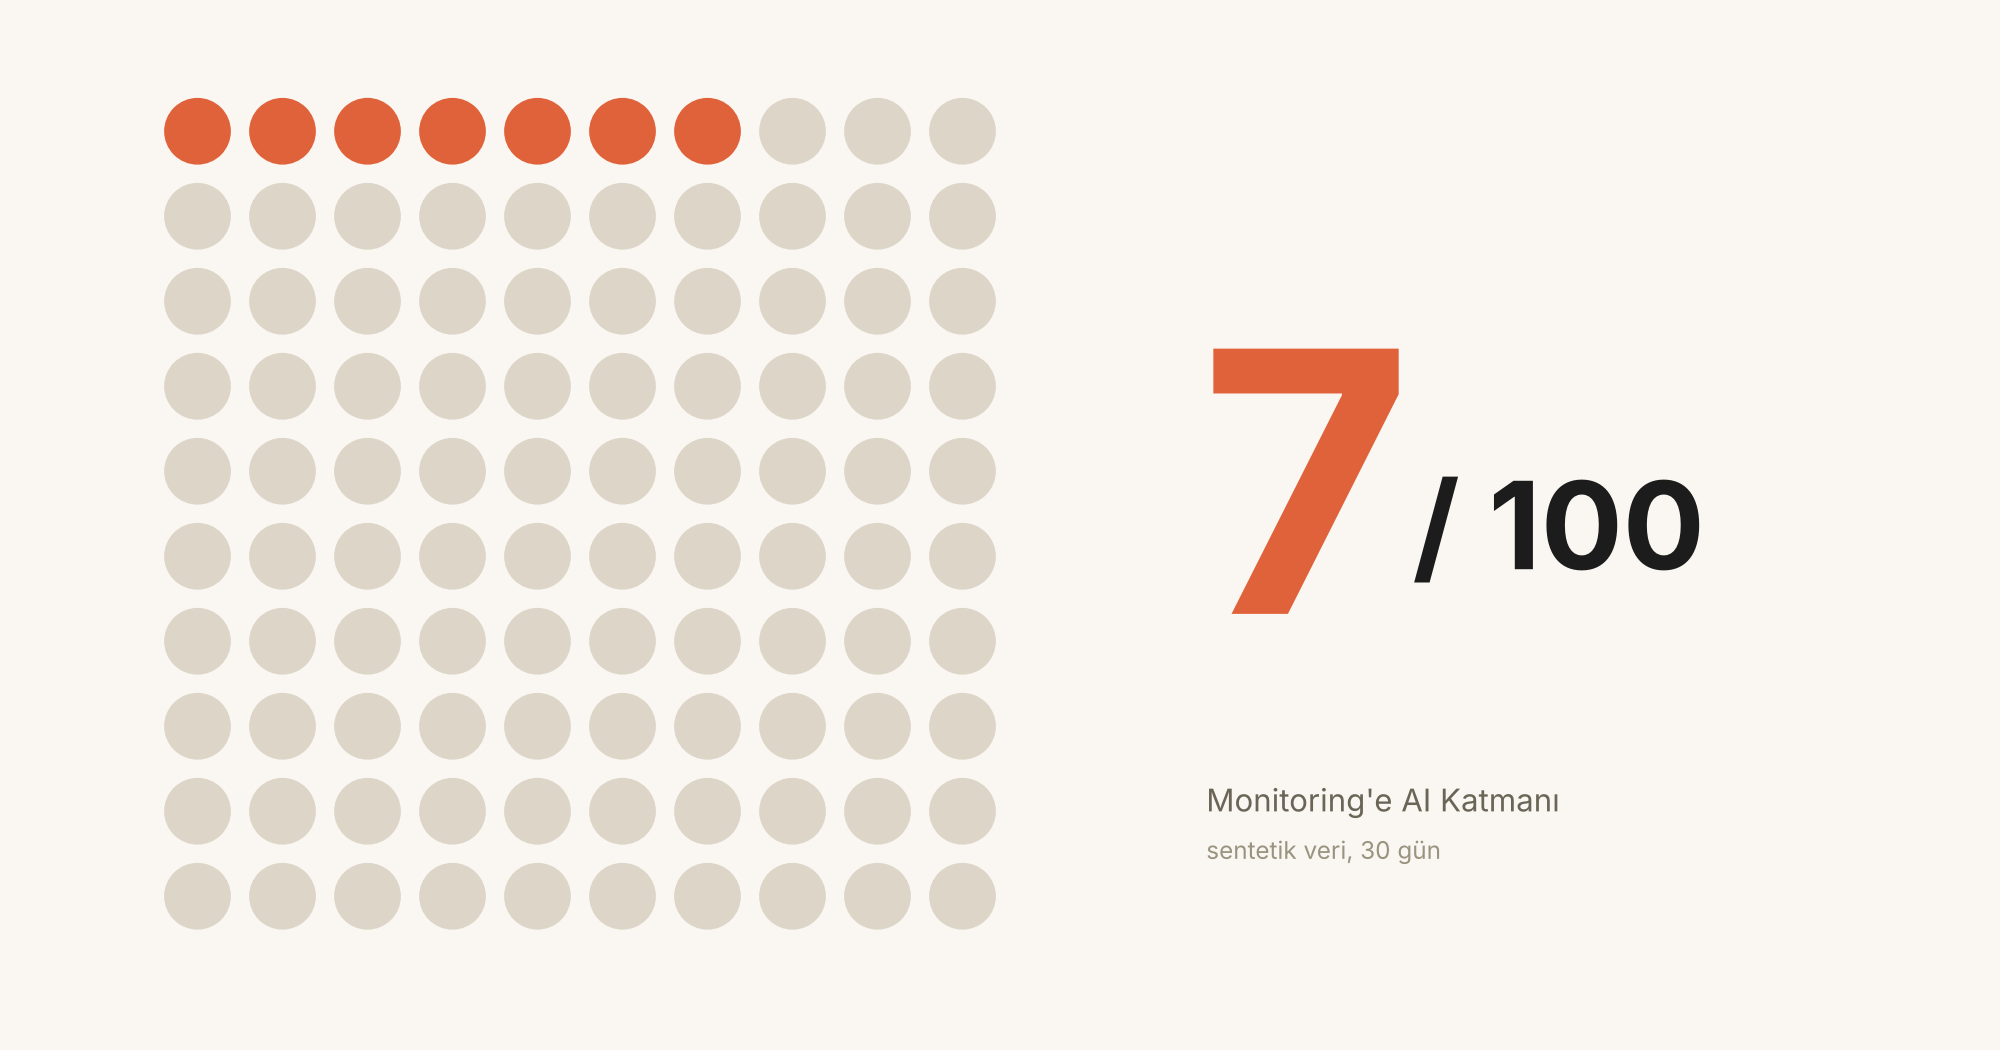 7 / 100
Monitoring'e AI Katmanı
sentetik veri, 30 gün